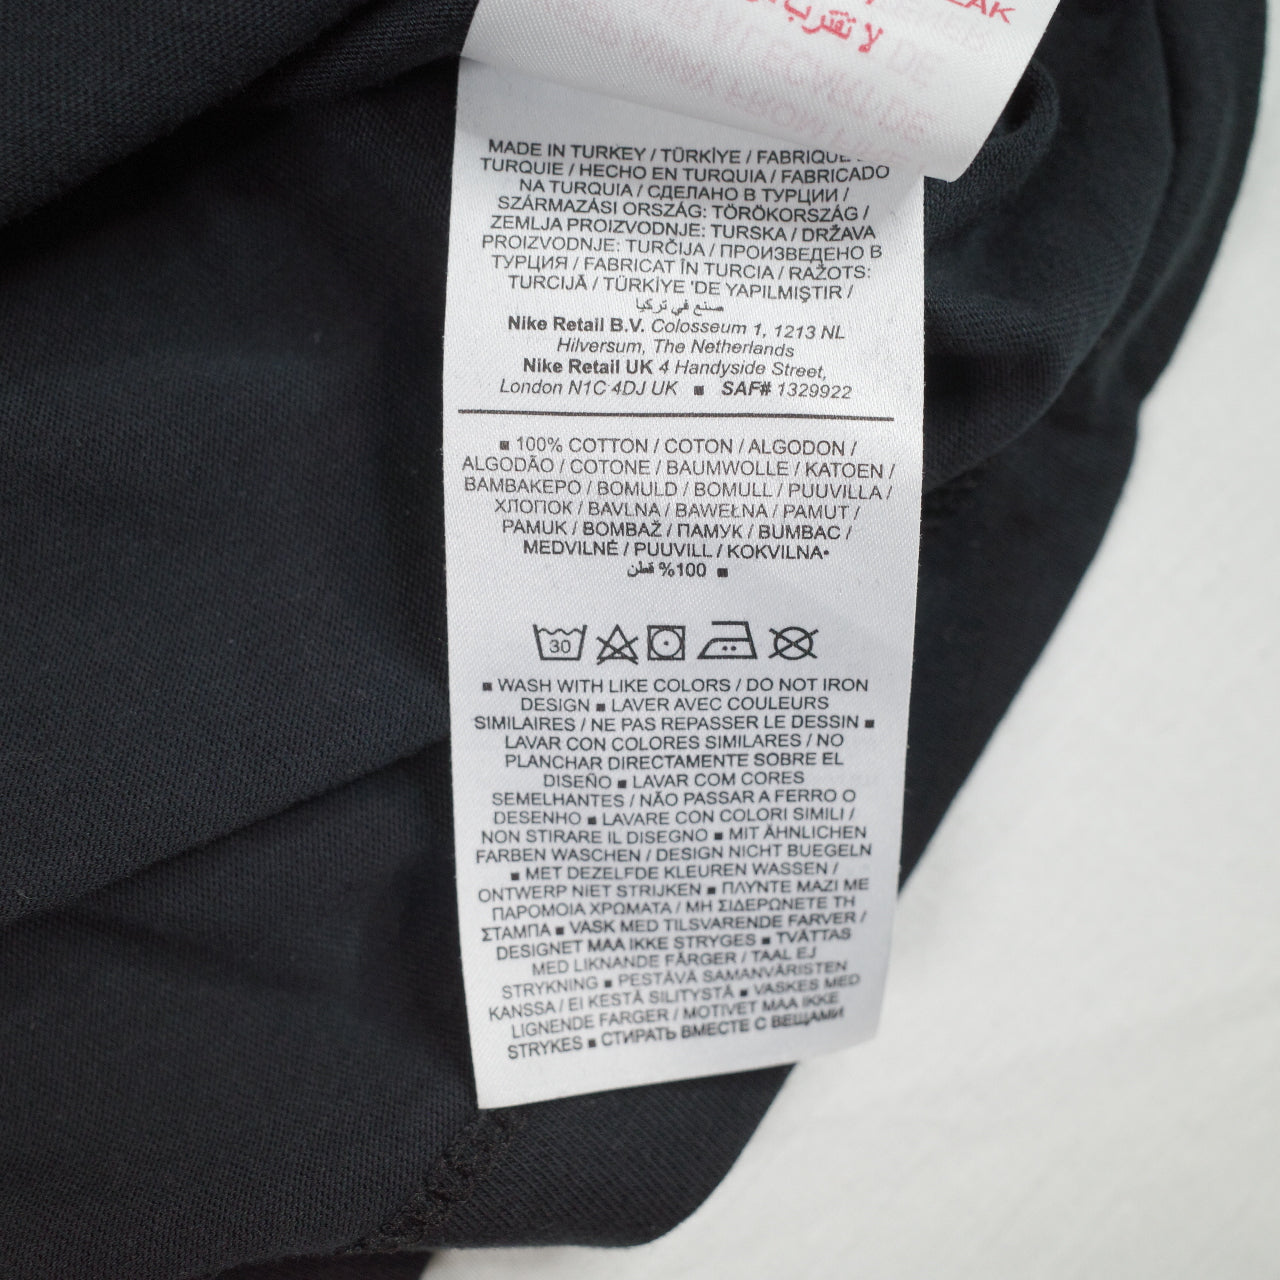 لا تقترب
MADE IN TURKEY / TÜRKİYE / FABRIQUE
TURQUIE / HECHO EN TURQUIA / FABRICADO
NA TURQUIA / СДЕЛАНО В ТУРЦИИ /
SZÁRMAZÁSI ORSZÁG: TÖRÖKORSZÁG /
ZEMLJA PROIZVODNJE: TURSKA / DRŽAVA
PROIZVODNJE: TURČIJA / ПРОИЗВЕДЕНО В
ТУРЦИЯ / FABRICAT ÎN TURCIA / RAŽOTS:
TURCIJĀ / TÜRKİYE 'DE YAPILMIŞTIR /
صنع في تركيا
Nike Retail B.V. Colosseum 1, 1213 NL
Hilversum, The Netherlands
Nike Retail UK 4 Handyside Street,
London N1C 4DJ UK ■ SAF# 1329922
■ 100% COTTON / COTON / ALGODON /
ALGODÃO / COTONE / BAUMWOLLE / KATOEN /
ΒΑΜΒΑΚΕΡΟ / BOMULD / BOMULL / PUUVILLA /
ХЛОПОК / BAVLNA / BAWEŁNA / PAMUT /
PAMUK / BOMBAŽ / ПАМУК / BUMBAC /
MEDVILNĖ / PUUVILL / KOKVILNA•
100% قطن ■
30
■ WASH WITH LIKE COLORS / DO NOT IRON
DESIGN ■ LAVER AVEC COULEURS
SIMILAIRES / NE PAS REPASSER LE DESSIN ■
LAVAR CON COLORES SIMILARES / NO
PLANCHAR DIRECTAMENTE SOBRE EL
DISEÑO ■ LAVAR COM CORES
SEMELHANTES / NÃO PASSAR A FERRO O
DESENHO ■ LAVARE CON COLORI SIMILI /
NON STIRARE IL DISEGNO ■ MIT ÄHNLICHEN
FARBEN WASCHEN / DESIGN NICHT BUEGELN
■ MET DEZELFDE KLEUREN WASSEN /
ONTWERP NIET STRIJKEN ■ ΠΛΥΝΤΕ ΜΑΖΙ ΜΕ
ΠΑΡΟΜΟΙΑ ΧΡΩΜΑΤΑ / ΜΗ ΣΙΔΕΡΩΝΕΤΕ ΤΗ
ΣΤΑΜΠΑ ■ VASK MED TILSVARENDE FARVER /
DESIGNET MAA IKKE STRYGES ■ TVÄTTAS
MED LIKNANDE FÄRGER / TAAL EJ
STRYKNING ■ PESTÄVÄ SAMANVÄRISTEN
KANSSA / EI KESTÄ SILITYSTÄ ■ VASKES MED
LIGNENDE FARGER / MOTIVET MAA IKKE
STRYKES ■ СТИРАТЬ ВМЕСТЕ С ВЕЩАМИ